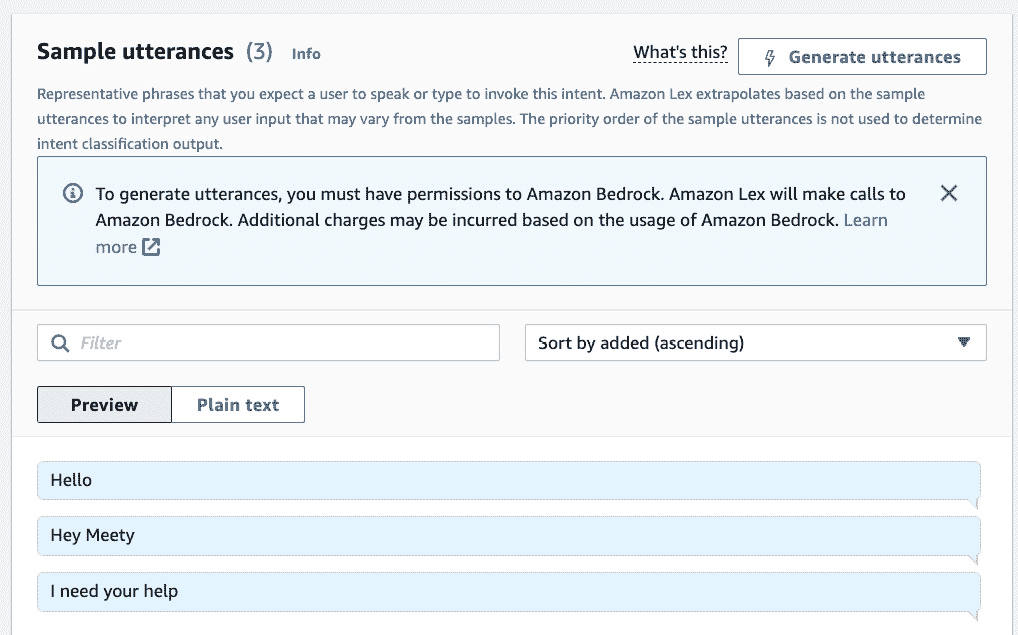 Sample utterances (3) Info What's this? Generate utterances
Representative phrases that you expect a user to speak or type to invoke this intent. Amazon Lex extrapolates based on the sample
utterances to interpret any user input that may vary from the samples. The priority order of the sample utterances is not used to determine
intent classification output.
To generate utterances, you must have permissions to Amazon Bedrock. Amazon Lex will make calls to
Amazon Bedrock. Additional charges may be incurred based on the usage of Amazon Bedrock. Learn
more
Filter Sort by added (ascending)
Preview Plain text
Hello
Hey Meety
I need your help